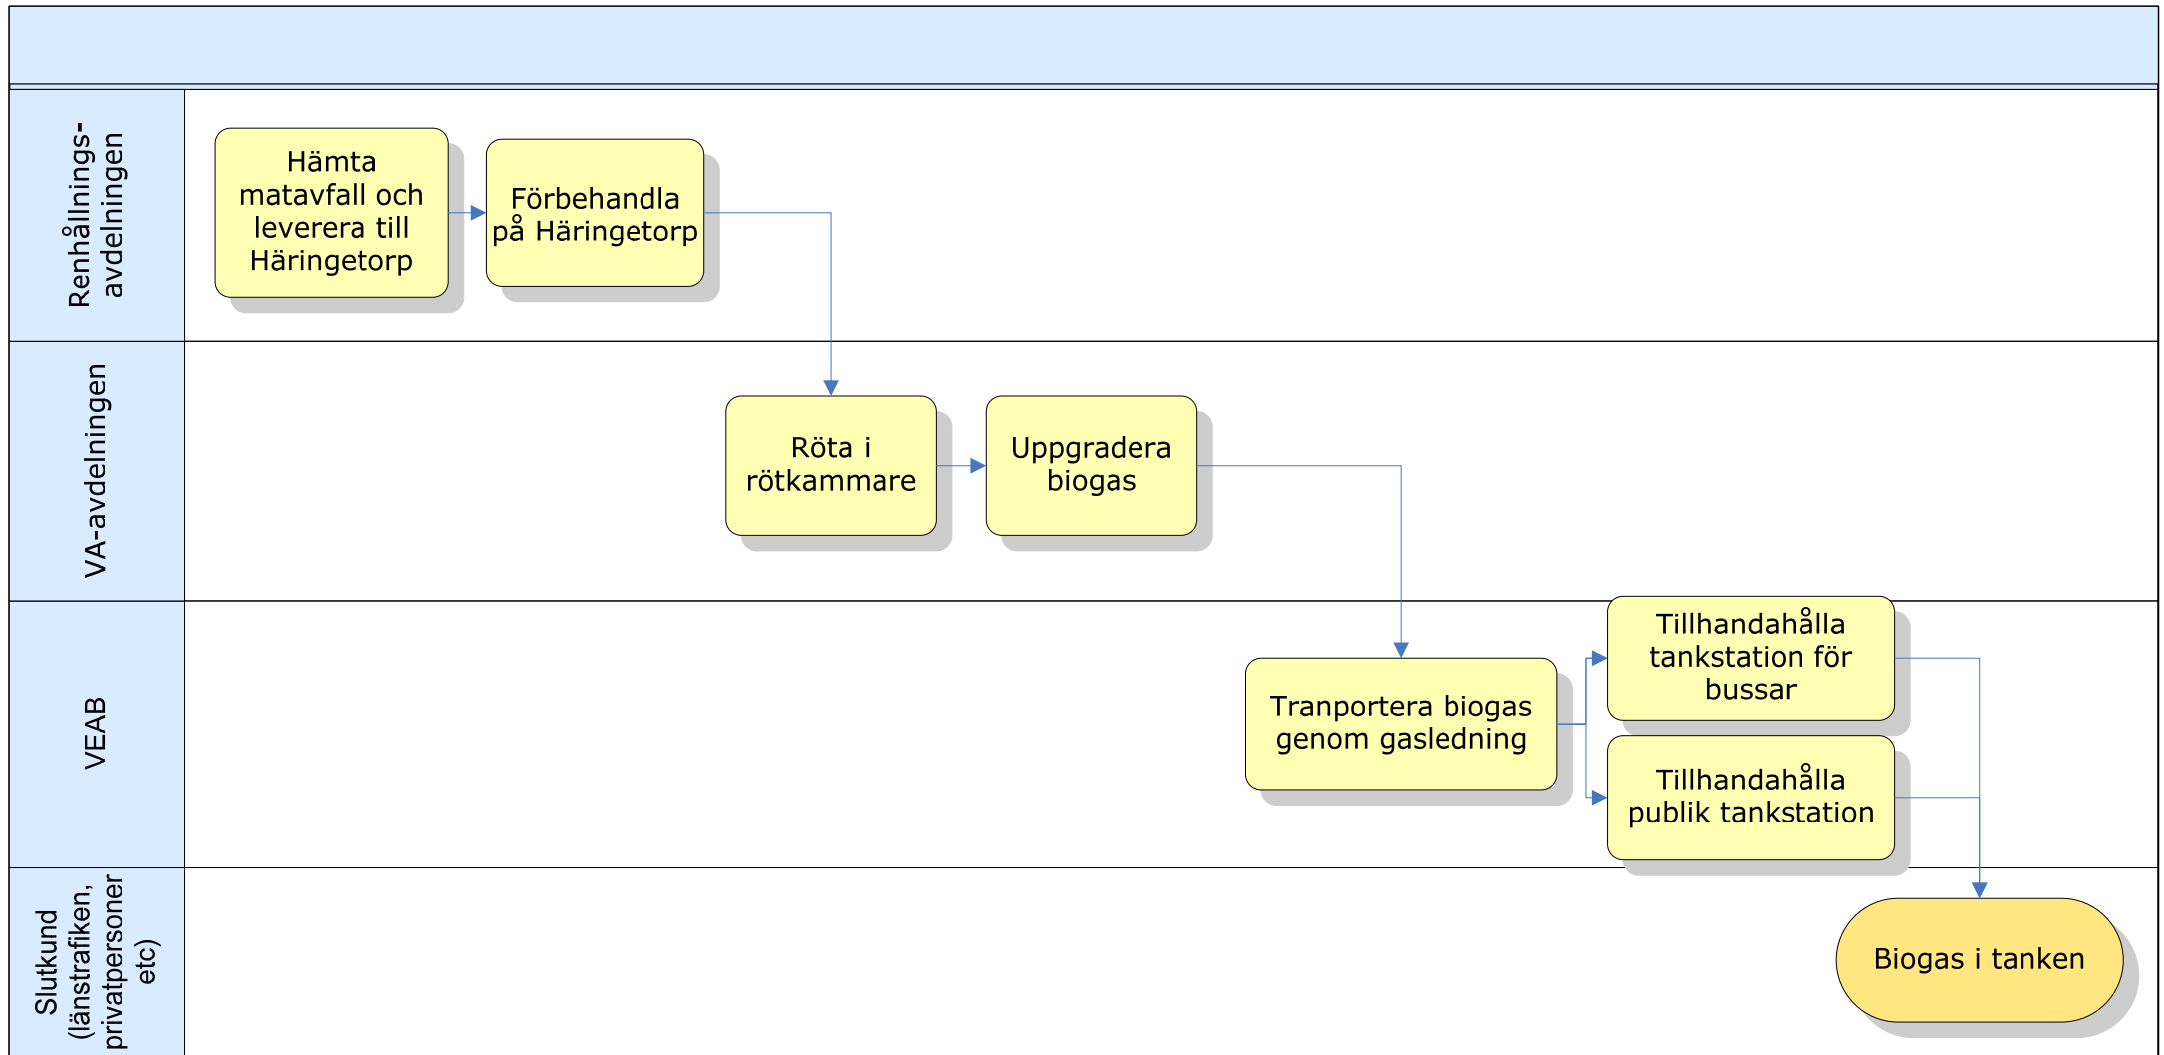 Renhållnings-
avdelningen
Hämta
matavfall och
leverera till
Häringetorp
Förbehandla
på Häringetorp
VA-avdelningen
Röta i
rötkammare
Uppgradera
biogas
VEAB
Tranportera biogas
genom gasledning
Tillhandahålla
tankstation för
bussar
Tillhandahålla
publik tankstation
Slutkund
(länstrafiken,
privatpersoner
etc)
Biogas i tanken